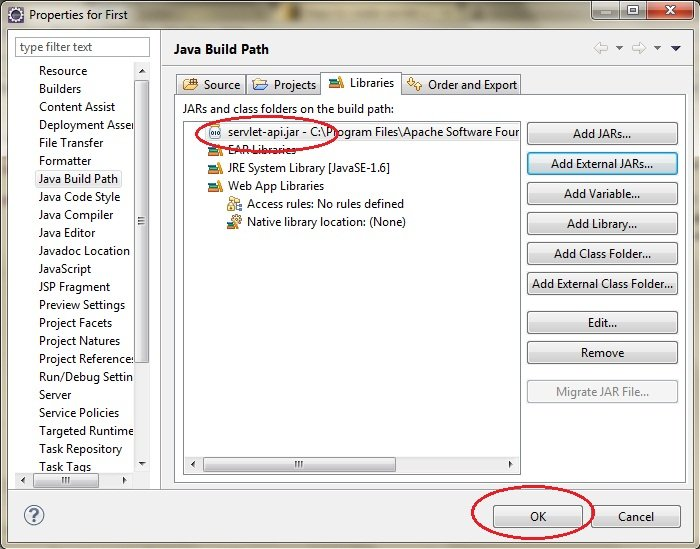 Properties for First
type filter text
Resource
Builders
Content Assist
Deployment Asser
File Transfer
Formatter
Java Build Path
Java Code Style
Java Compiler
Java Editor
Javadoc Location
JavaScript
JSP Fragment
Preview Settings
Project Facets
Project Natures
Project References
Run/Debug Settin
Server
Service Policies
Targeted Runtime
Task Repository
Task Tags
Java Build Path
Source
Projects
Libraries
Order and Export
JARs and class folders on the build path:
servlet-api.jar - C:\Program Files\Apache Software Four
EAR Libraries
JRE System Library [JavaSE-1.6]
Web App Libraries
Access rules: No rules defined
Native library location: (None)
Add JARs...
Add External JARs...
Add Variable...
Add Library...
Add Class Folder...
Add External Class Folder...
Edit...
Remove
Migrate JAR File...
OK
Cancel